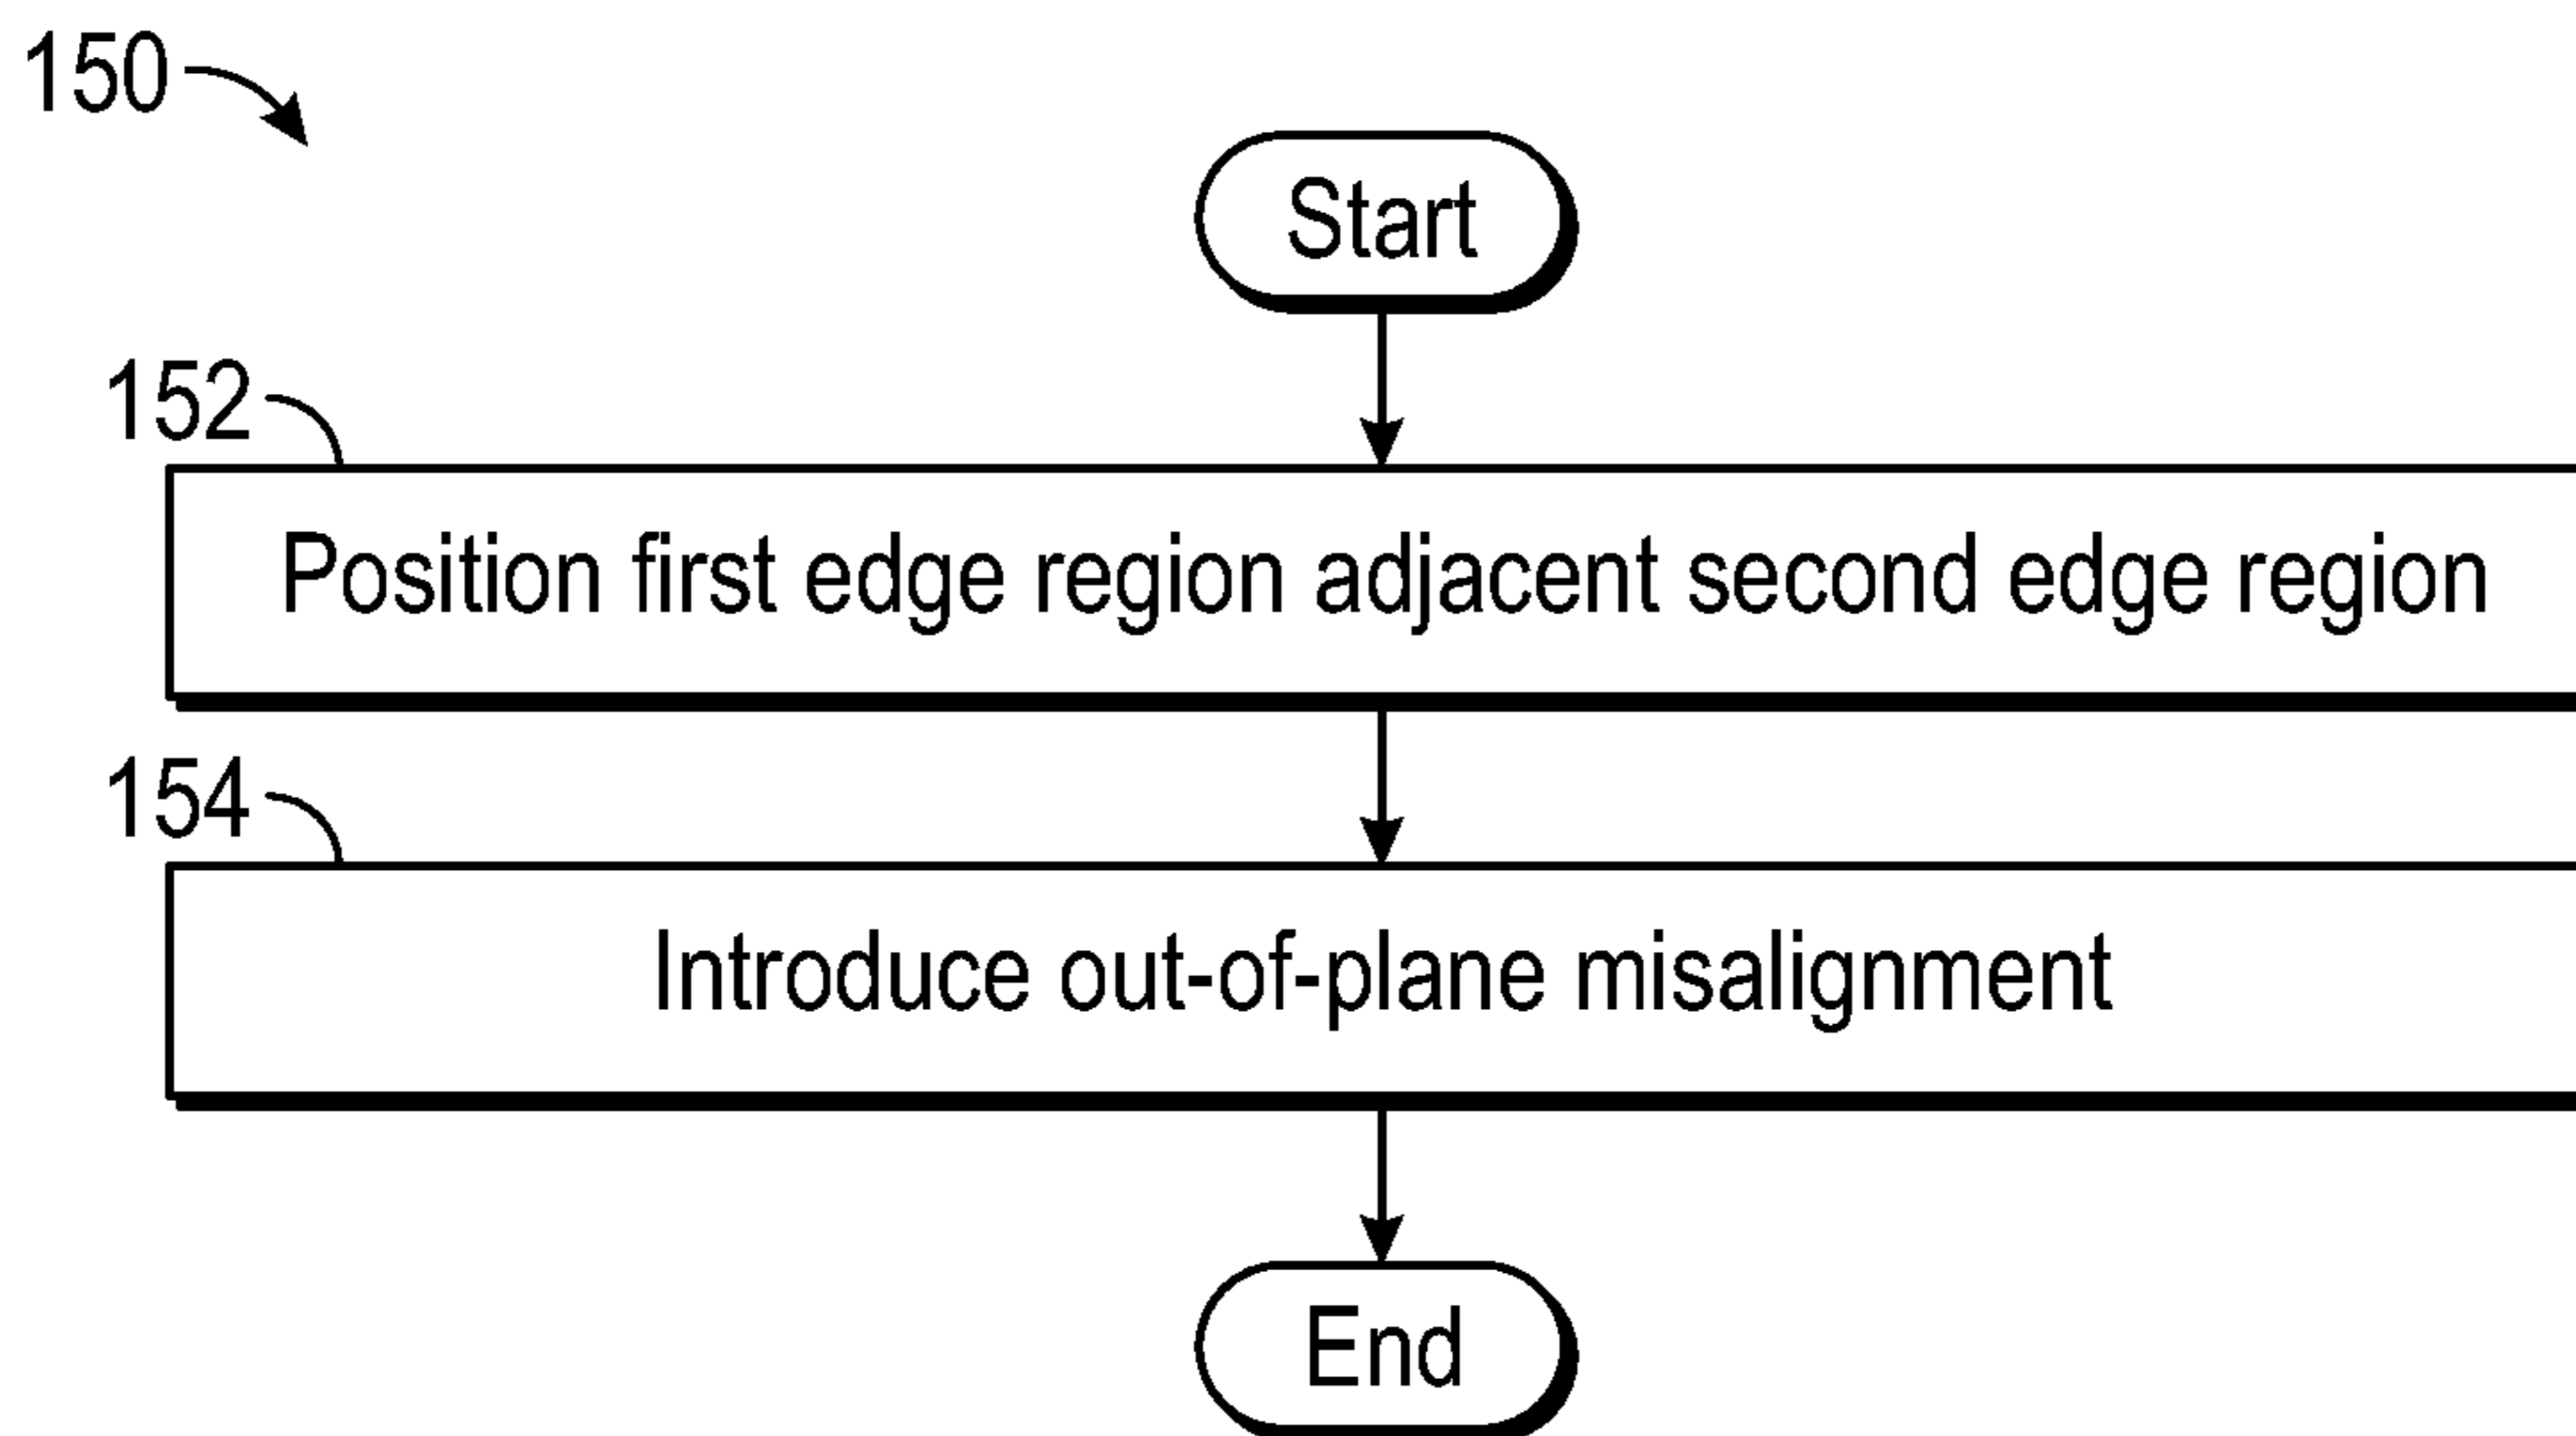 150
Start
152
Position first edge region adjacent second edge region
154
Introduce out-of-plane misalignment
End